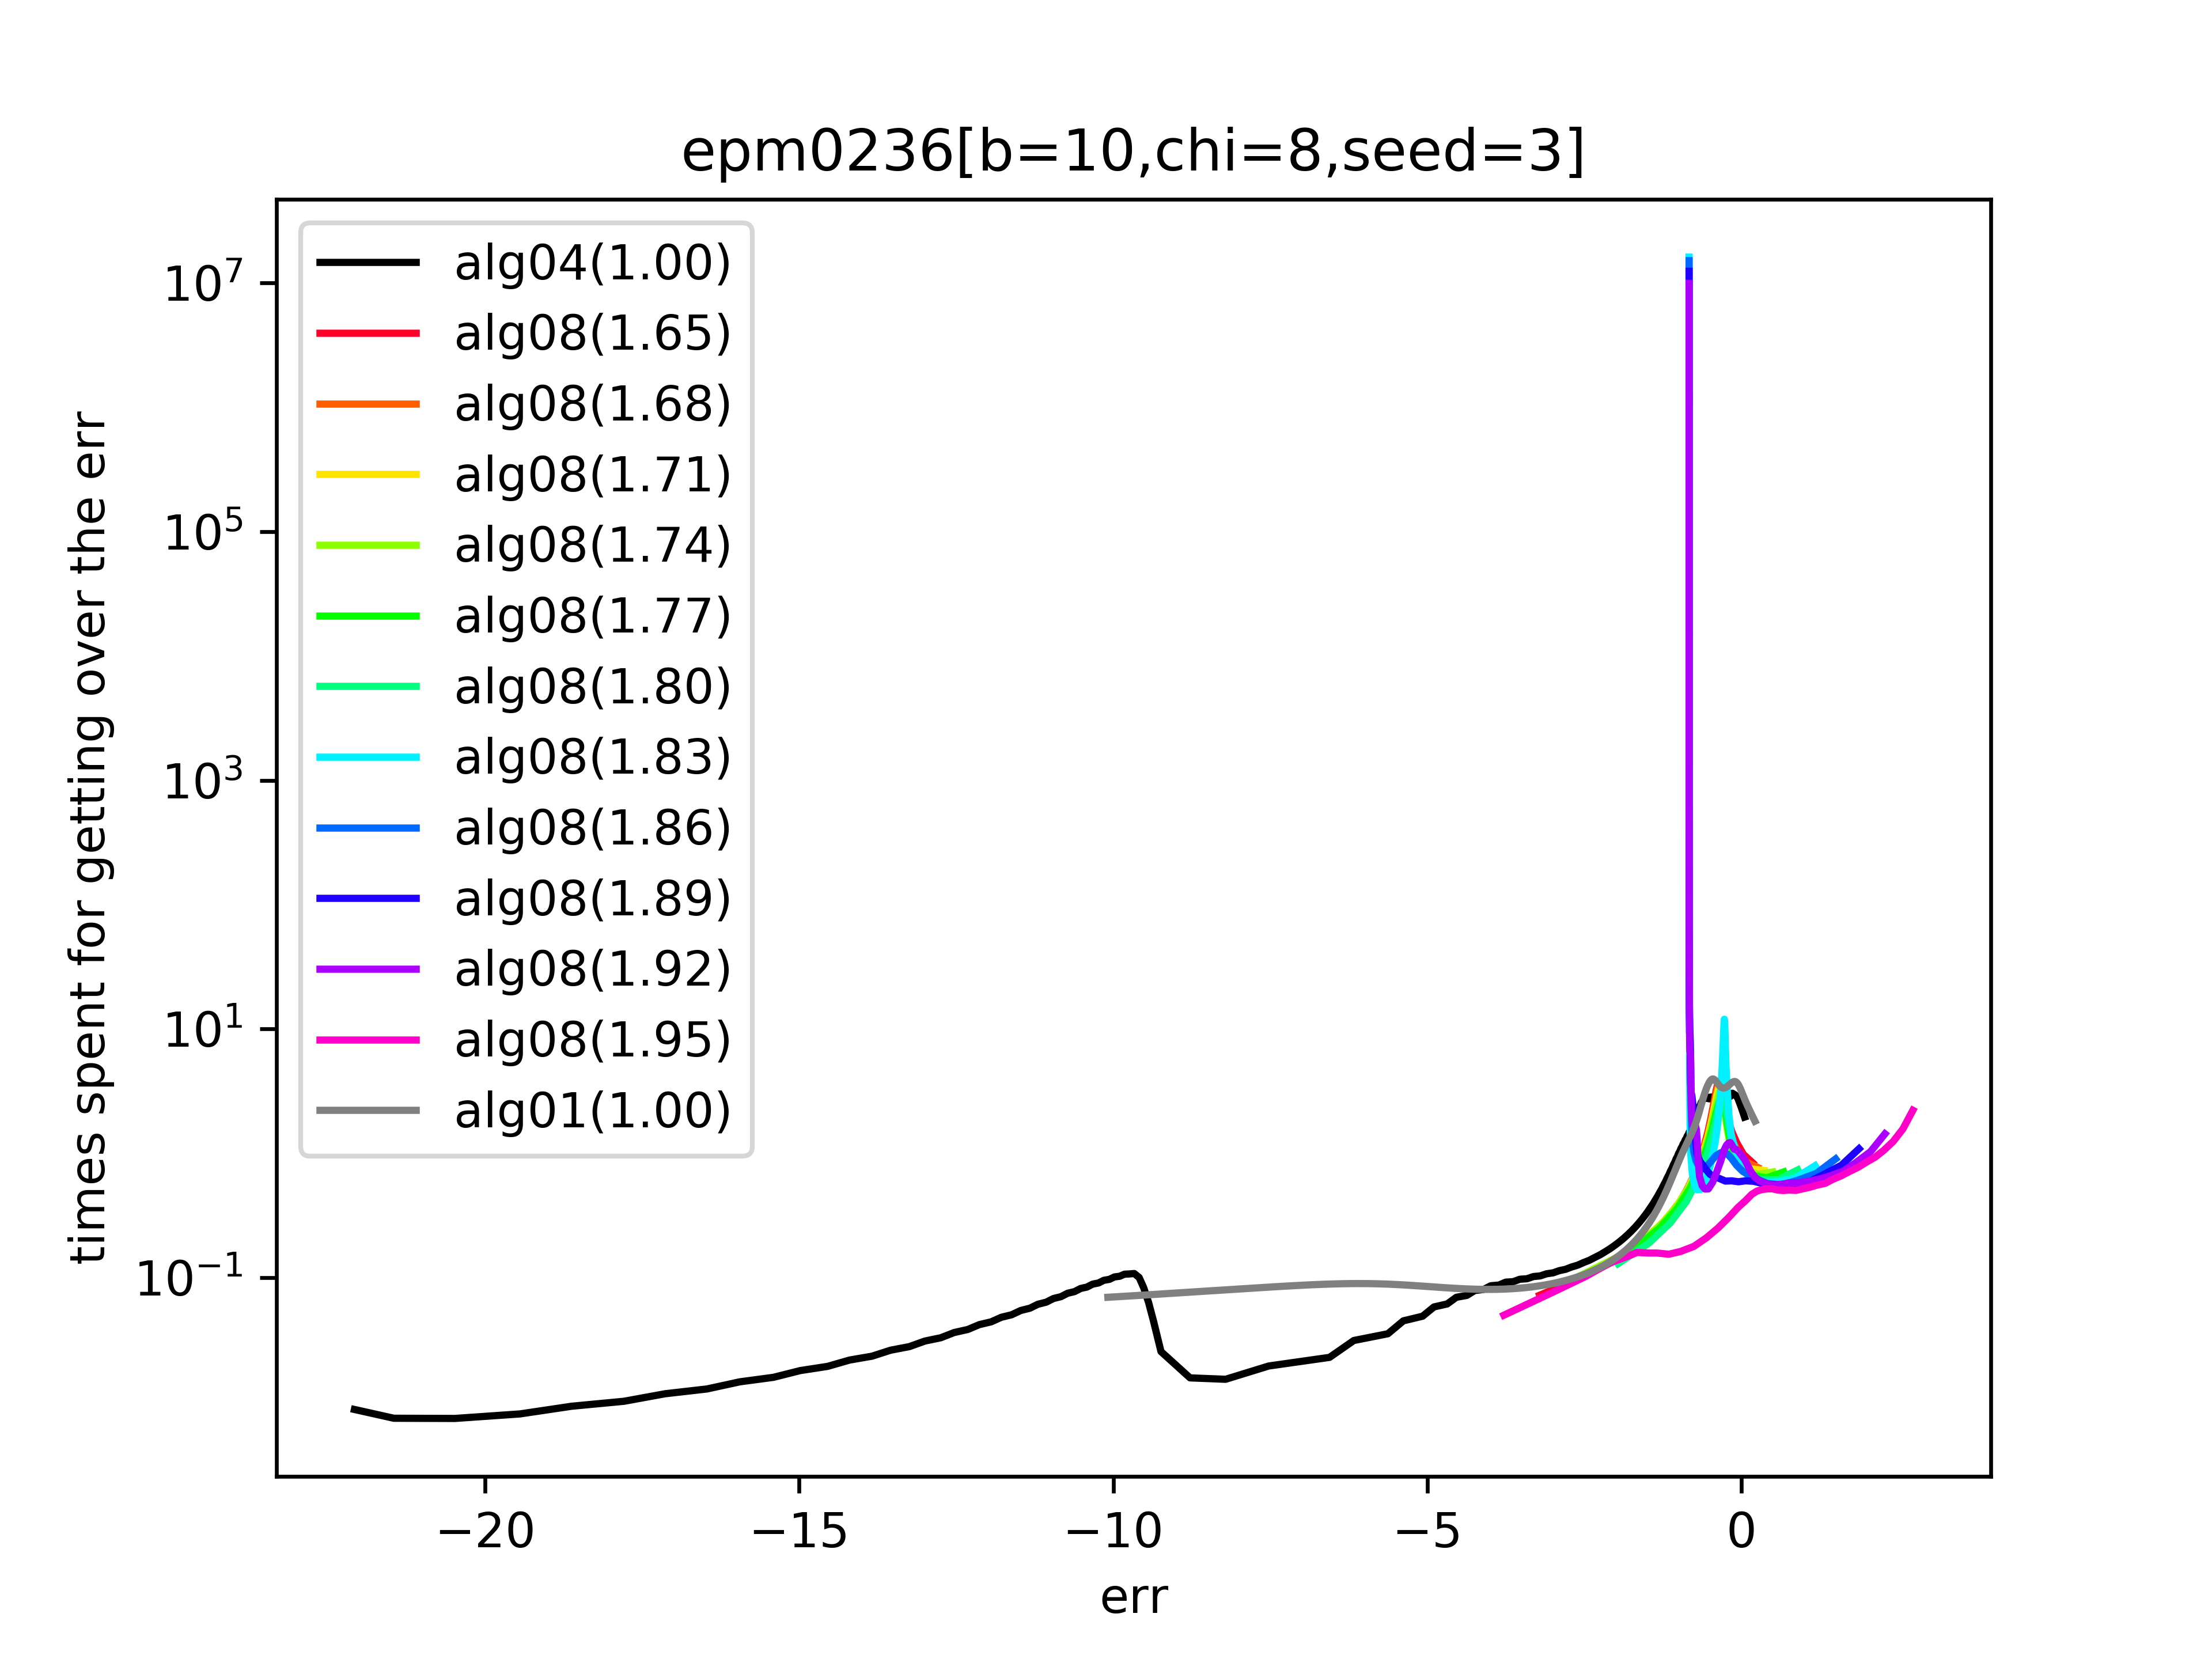 epm0236[b=10,chi=8,seed=3]
times spent for getting over the err
10⁷
10⁵
10³
10¹
10⁻¹
alg04(1.00)
alg08(1.65)
alg08(1.68)
alg08(1.71)
alg08(1.74)
alg08(1.77)
alg08(1.80)
alg08(1.83)
alg08(1.86)
alg08(1.89)
alg08(1.92)
alg08(1.95)
alg01(1.00)
−20 −15 −10 −5 0
err